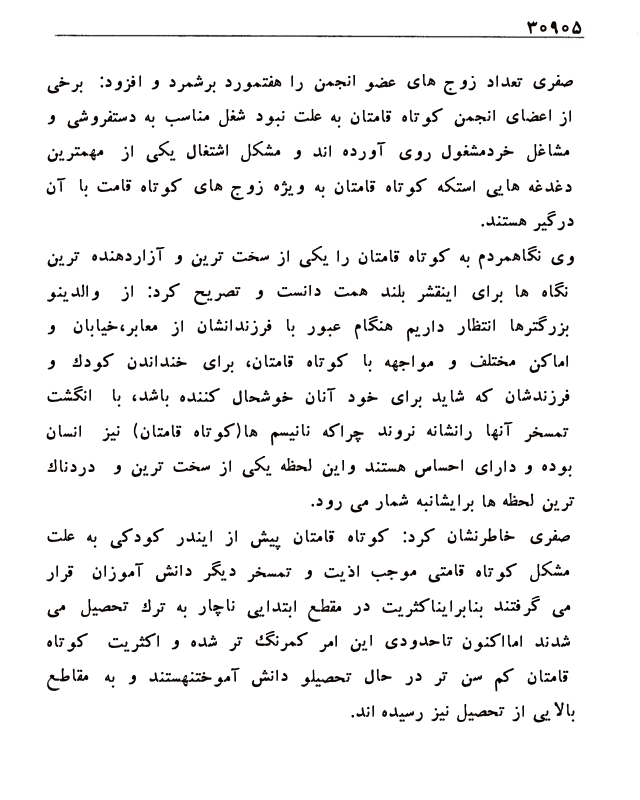 ۳۰۹۰۵
صفری تعداد زوج های عضو انجمن را هفتمورد برشمرد و افزود: برخی
از اعضای انجمن کوتاه قامتان به علت نبود شغل مناسب به دستفروشی و
مشاغل خردمشغول روی آورده اند و مشکل اشتغال یکی از مهمترین
دغدغه هایی استکه کوتاه قامتان به ویژه زوج های کوتاه قامت با آن
درگیر هستند.
وی نگاهمردم به کوتاه قامتان را یکی از سخت ترین و آزاردهنده ترین
نگاه ها برای اینقشر بلند همت دانست و تصریح کرد: از والدینو
بزرگترها انتظار داریم هنگام عبور با فرزندانشان از معابر،خیابان و
اماکن مختلف و مواجهه با کوتاه قامتان، برای خنداندن کودك و
فرزندشان که شاید برای خود آنان خوشحال کننده باشد، با انگشت
تمسخر آنها رانشانه نروند چراکه نانیسم ها(کوتاه قامتان) نیز انسان
بوده و دارای احساس هستند واین لحظه یکی از سخت ترین و دردناك
ترین لحظه ها برایشانبه شمار می رود.
صفری خاطرنشان کرد: کوتاه قامتان پیش از ایندر کودکی به علت
مشکل کوتاه قامتی موجب اذیت و تمسخر دیگر دانش آموزان قرار
می گرفتند بنابرایناکثریت در مقطع ابتدایی ناچار به ترك تحصیل می
شدند امااکنون تاحدودی این امر کمرنگ تر شده و اکثریت کوتاه
قامتان کم سن تر در حال تحصیلو دانش آموختنهستند و به مقاطع
بالایی از تحصیل نیز رسیده اند.